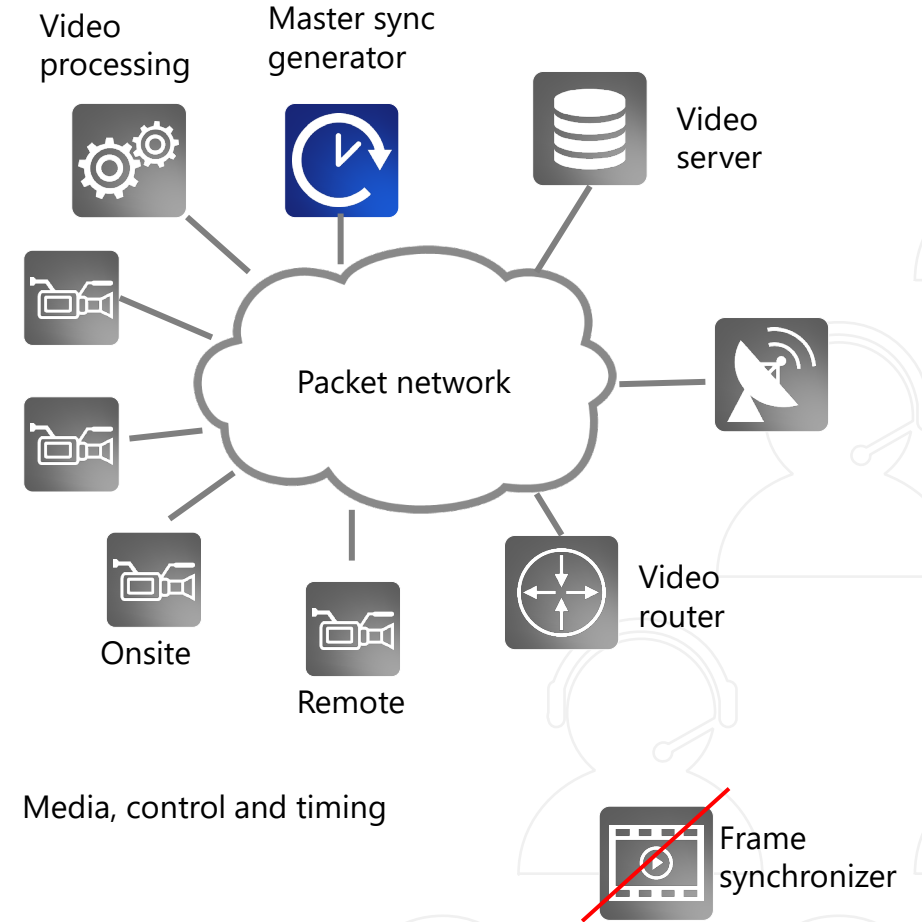 Video
processing
Master sync
generator
Video
server
Packet network
Video
router
Onsite
Remote
Media, control and timing
Frame
synchronizer